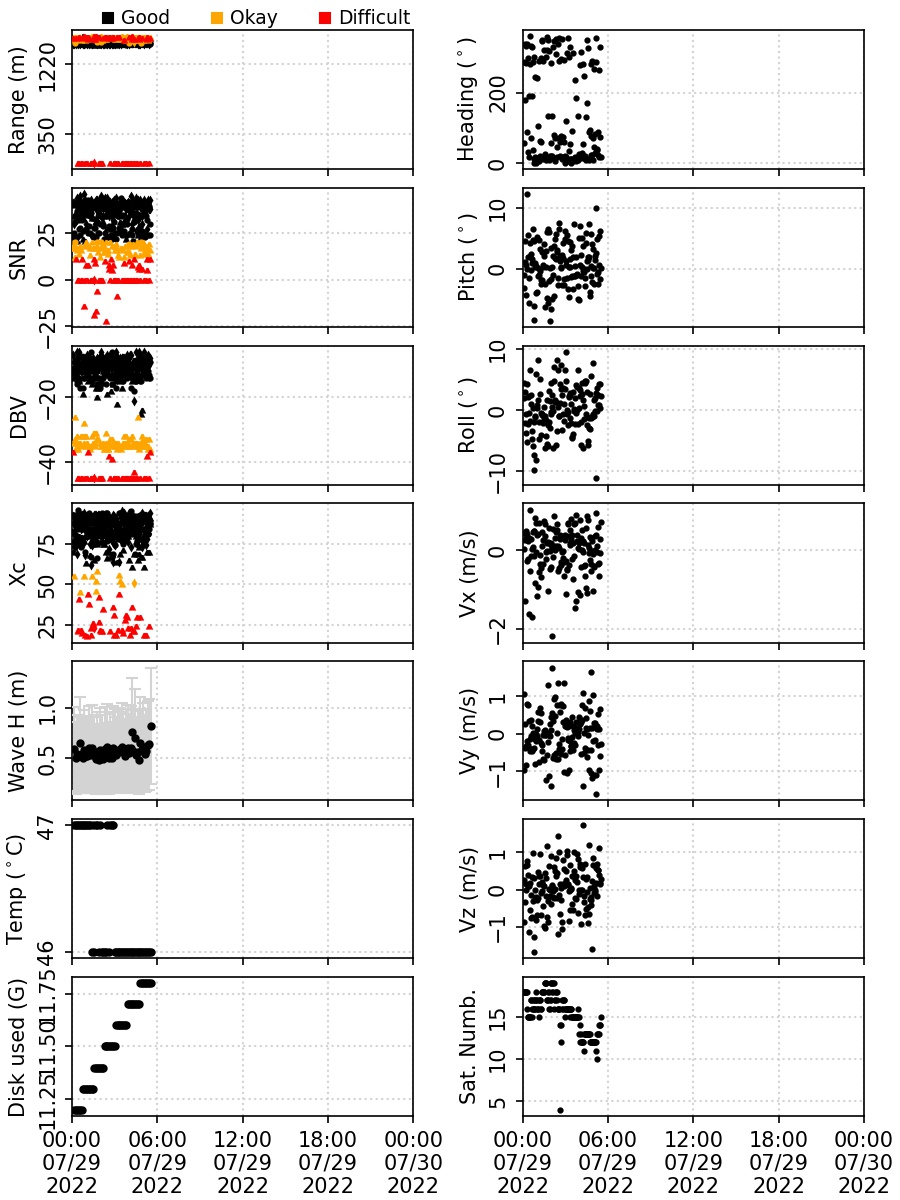 Good Okay Difficult
Range (m)
1220
350
Heading (°)
200
0
SNR
25
0
−25
Pitch (°)
10
0
DBV
−20
−40
Roll (°)
10
0
−10
Xc
75
50
25
Vx (m/s)
0
−2
Wave H (m)
1.0
0.5
Vy (m/s)
1
0
−1
Temp (°C)
47
46
Vz (m/s)
1
0
−1
Disk used (G)
11.75
11.50
11.25
Sat. Numb.
15
10
5
00:00 06:00 12:00 18:00 00:00
07/29 07/29 07/29 07/29 07/30
2022 2022 2022 2022 2022
00:00 06:00 12:00 18:00 00:00
07/29 07/29 07/29 07/29 07/30
2022 2022 2022 2022 2022